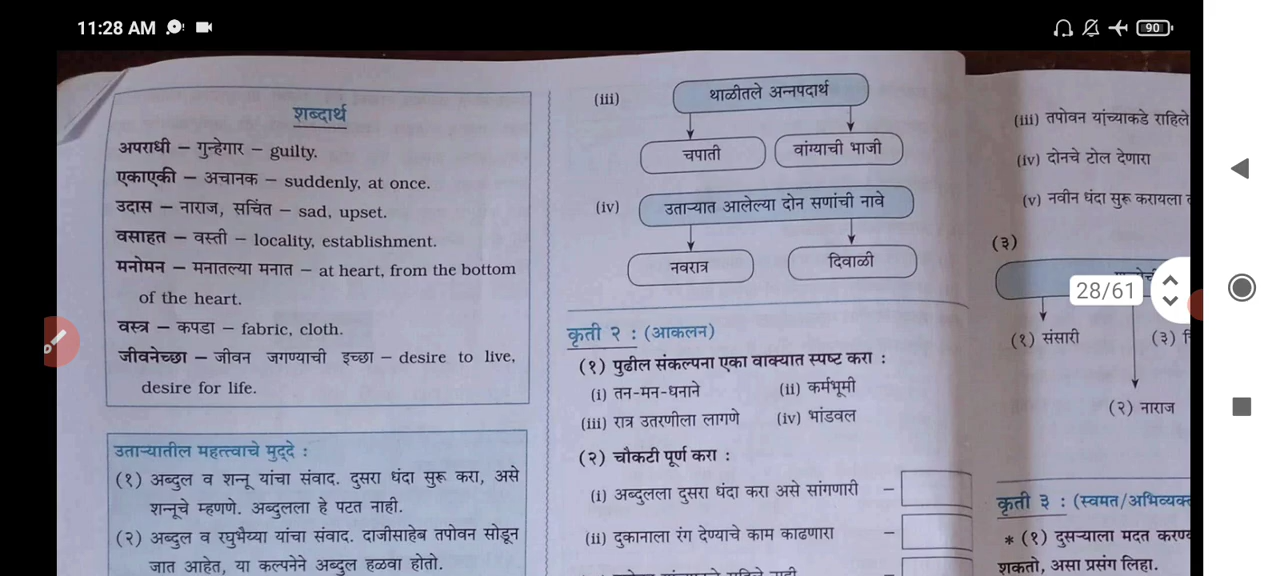 11:28 AM
90
शब्दार्थ
अपराधी – गुन्हेगार – guilty.
एकाएकी – अचानक – suddenly, at once.
उदास – नाराज, सचिंत – sad, upset.
वसाहत – वस्ती – locality, establishment.
मनोमन – मनातल्या मनात – at heart, from the bottom
of the heart.
वस्त्र – कपडा – fabric, cloth.
जीवनेच्छा – जीवन जगण्याची इच्छा – desire to live,
desire for life.
उताऱ्यातील महत्त्वाचे मुद्दे :
(१) अब्दुल व शन्नू यांचा संवाद. दुसरा धंदा सुरू करा, असे
शन्नूचे म्हणणे. अब्दुलला हे पटत नाही.
(२) अब्दुल व रघुभैय्या यांचा संवाद. दाजीसाहेब तपोवन सोडून
जात आहेत, या कल्पनेने अब्दुल हळवा होतो.
(iii) थाळीतले अन्नपदार्थ
चपाती वांग्याची भाजी
(iv) उताऱ्यात आलेल्या दोन सणांची नावे
नवरात्र दिवाळी
कृती २ : (आकलन)
(१) पुढील संकल्पना एका वाक्यात स्पष्ट करा :
(i) तन-मन-धनाने (ii) कर्मभूमी
(iii) रात्र उतरणीला लागणे (iv) भांडवल
(२) चौकटी पूर्ण करा :
(i) अब्दुलला दुसरा धंदा करा असे सांगणारी –
(ii) दुकानाला रंग देण्याचे काम काढणारा –
(iii) तपोवन यांच्याकडे राहिले
(iv) दोनचे टोल देणारा
(v) नवीन धंदा सुरू करायला
(३)
28/61
(१) संसारी (३)
(२) नाराज
कृती ३ : (स्वमत/अभिव्यक्
* (१) दुसऱ्याला मदत करण
शकतो, असा प्रसंग लिहा.